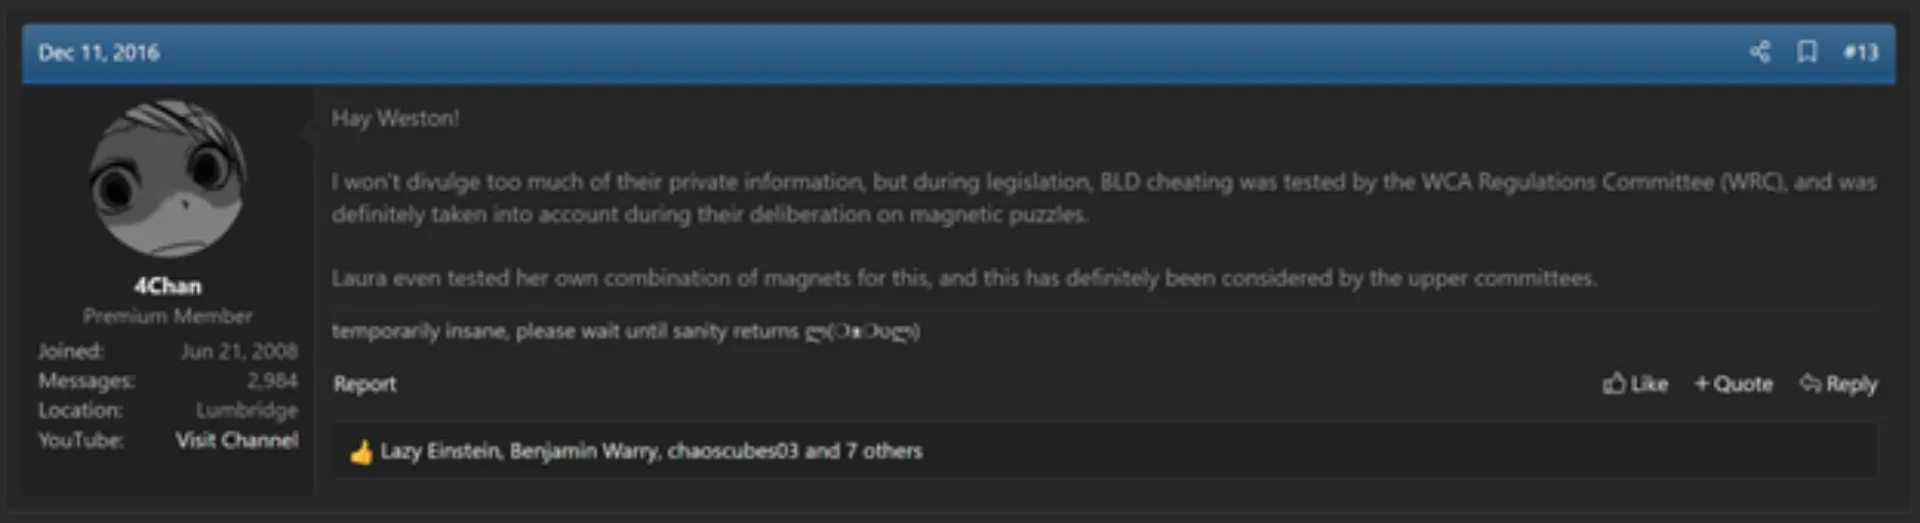 Dec 11, 2016
#13
4Chan
Premium Member
Joined: Jun 21, 2008
Messages: 2,984
Location: Lumbridge
YouTube: Visit Channel
Hay Weston!
I won't divulge too much of their private information, but during legislation, BLD cheating was tested by the WCA Regulations Committee (WRC), and was
definitely taken into account during their deliberation on magnetic puzzles.
Laura even tested her own combination of magnets for this, and this has definitely been considered by the upper committees.
temporarily insane, please wait until sanity returns
Report
Like + Quote Reply
Lazy Einstein, Benjamin Warry, chaoscubes03 and 7 others